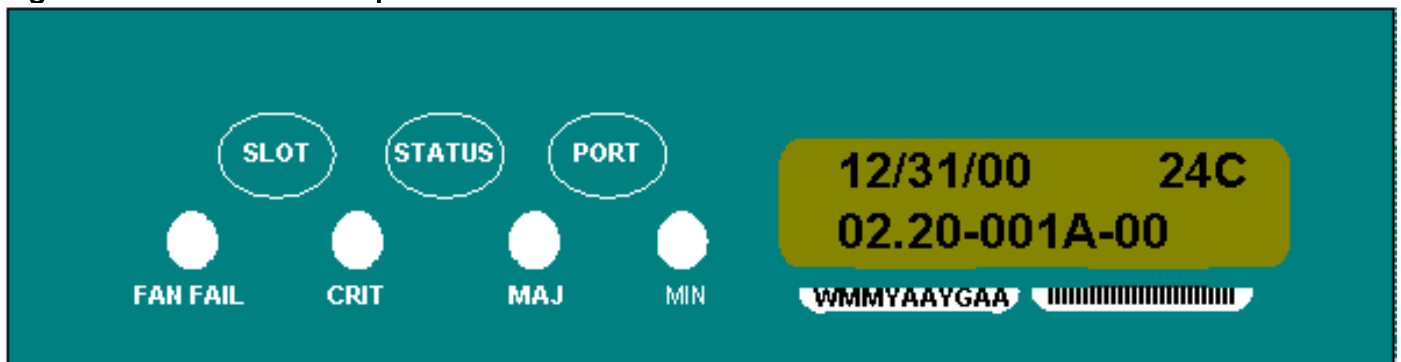 SLOT STATUS PORT
12/31/00 24C
02.20-001A-00
FAN FAIL CRIT MAJ MIN
WMMYAAYGAA